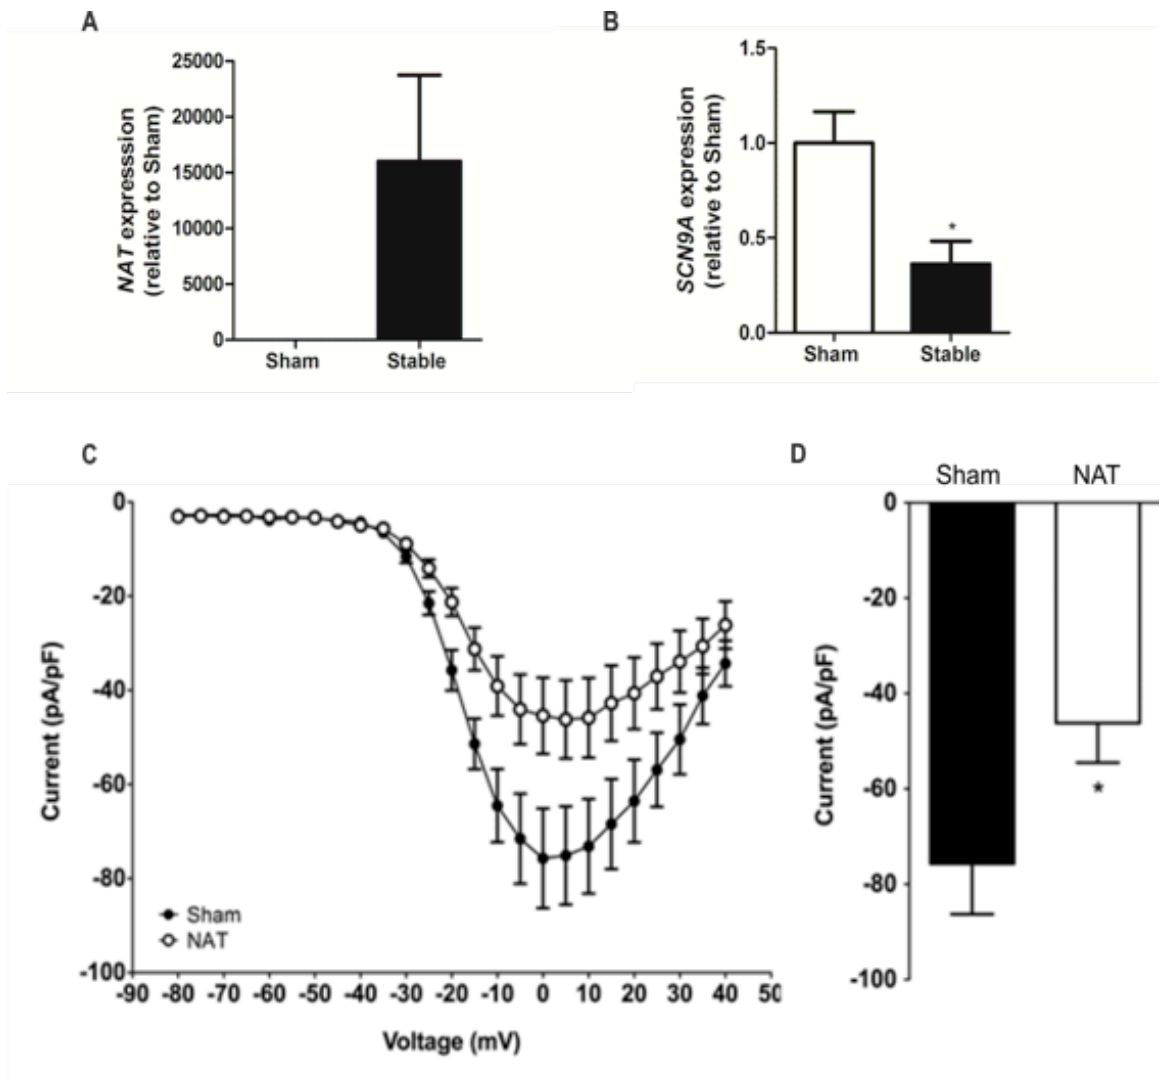 A
NAT expresssion
(relative to Sham)
25000
20000
15000
10000
5000
0
Sham Stable
B
SCN9A expression
(relative to Sham)
1.5
1.0
0.5
0.0
*
Sham Stable
C
Current (pA/pF)
0
-20
-40
-60
-80
-100
Sham
NAT
-90 -80 -70 -60 -50 -40 -30 -20 -10 0 10 20 30 40 50
Voltage (mV)
D
Sham NAT
Current (pA/pF)
0
-20
-40
-60
-80
-100
*